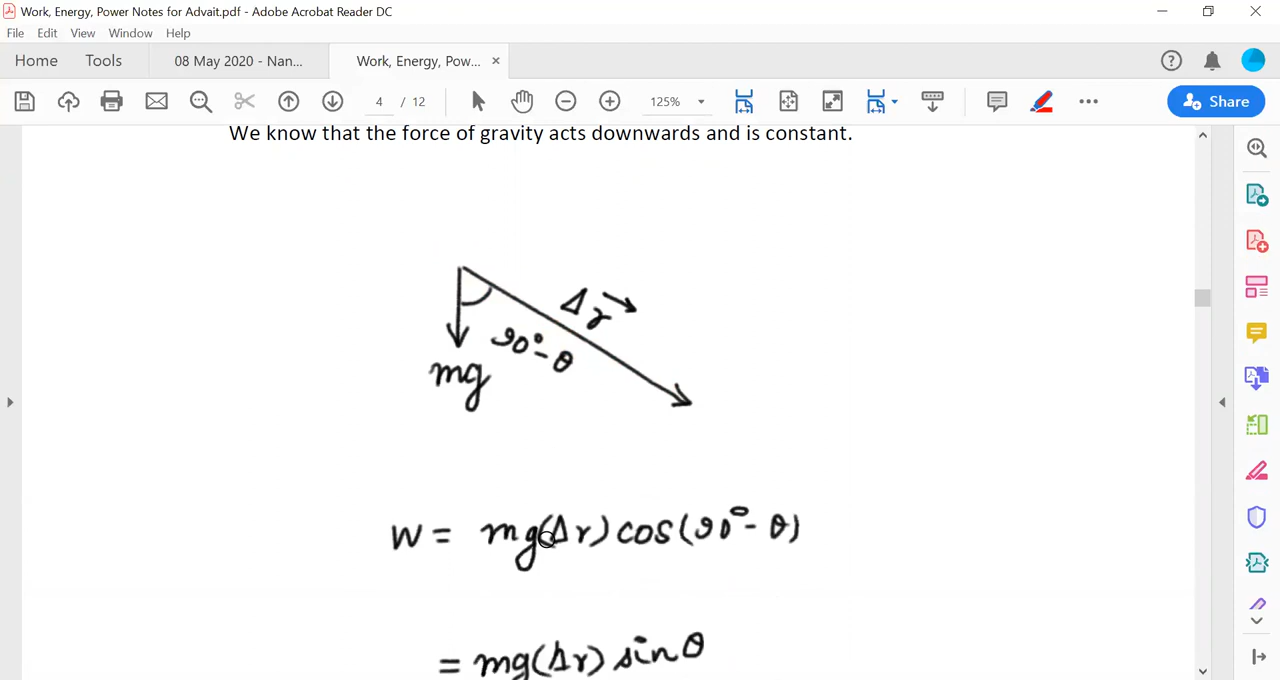 Work, Energy, Power Notes for Advait.pdf - Adobe Acrobat Reader DC
File Edit View Window Help
Home Tools 08 May 2020 - Nan... Work, Energy, Pow... ×
4 / 12 125% Share
We know that the force of gravity acts downwards and is constant.
Δr
90°-θ
mg
W = mg(Δr) cos(90°- θ)
= mg(Δr) sinθ